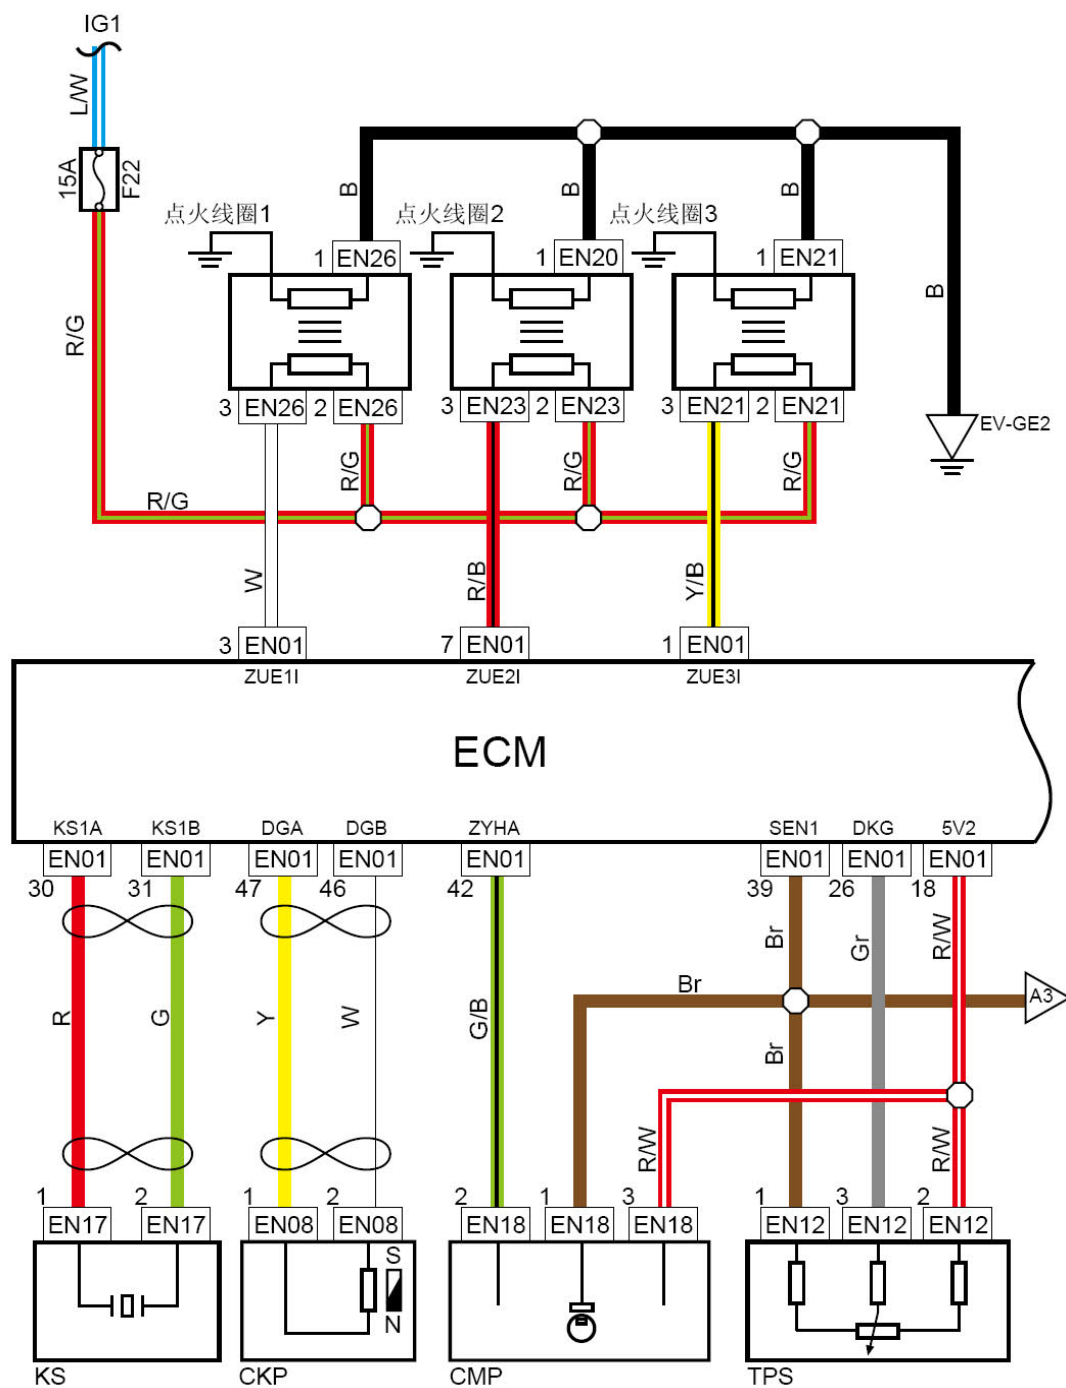 IG1
L/W
15A
F22
R/G
R/G
B
B
B
B
点火线圈1
点火线圈2
点火线圈3
1 EN26
1 EN20
1 EN21
3 EN26 2 EN26
3 EN23 2 EN23
3 EN21 2 EN21
EV-GE2
R/G
R/G
R/G
W
R/B
Y/B
3 EN01
7 EN01
1 EN01
ZUE1I
ZUE2I
ZUE3I
ECM
KS1A KS1B DGA DGB ZYHA SEN1 DKG 5V2
EN01 EN01 EN01 EN01 EN01 EN01 EN01 EN01
30 31 47 46 42 39 26 18
Br
Gr
R/W
Br
A3
R
G
Y
W
G/B
Br
R/W
R/W
1 2 1 2 2 1 3 1 3 2
EN17 EN17 EN08 EN08 EN18 EN18 EN18 EN12 EN12 EN12
S
N
KS
CKP
CMP
TPS